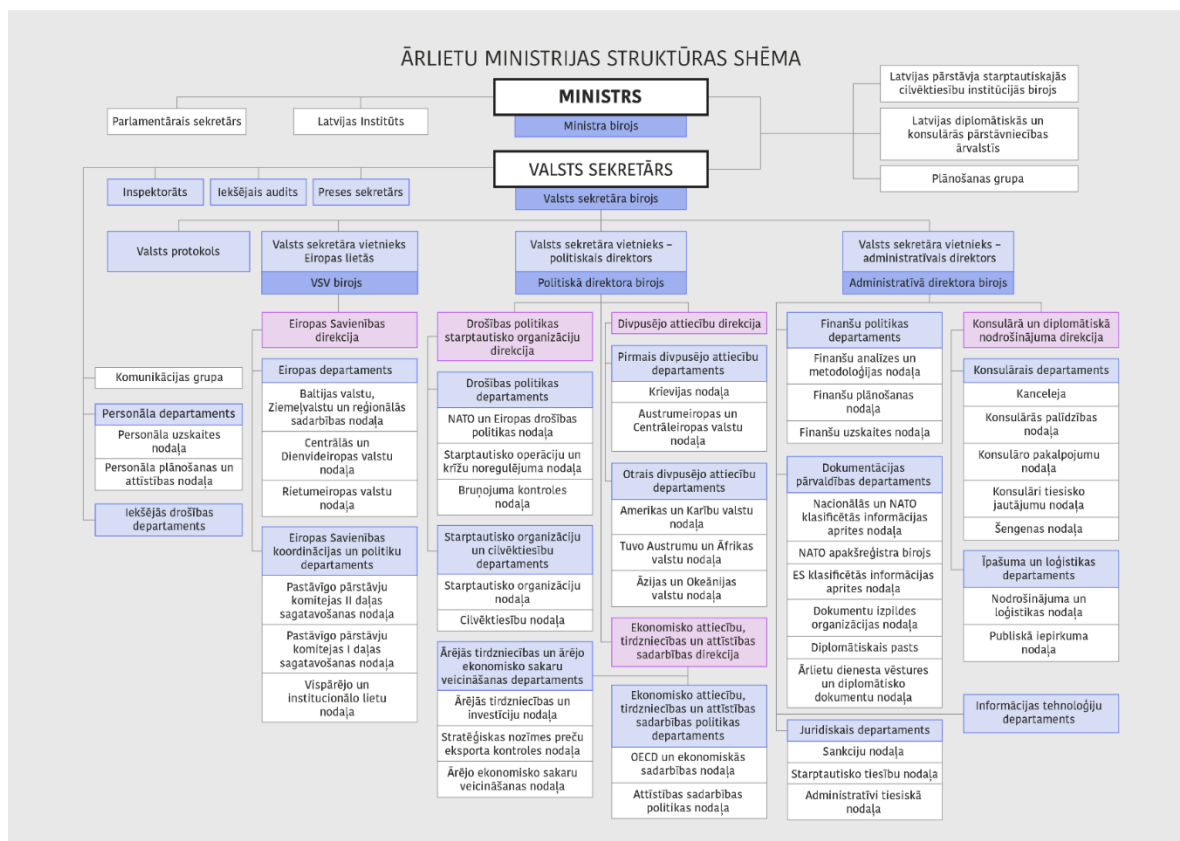 ĀRLIETU MINISTRIJAS STRUKTŪRAS SHĒMA
MINISTRS
Ministra birojs
Parlamentārais sekretārs
Latvijas Institūts
Latvijas pārstāvja starptautiskajās
cilvēktiesību institūcijās birojs
Latvijas diplomātiskās un
konsulārās pārstāvniecības
ārvalstīs
Plānošanas grupa
VALSTS SEKRETĀRS
Valsts sekretāra birojs
Inspektorāts
Iekšējais audits
Preses sekretārs
Valsts protokols
Valsts sekretāra vietnieks
Eiropas lietās
VSV birojs
Valsts sekretāra vietnieks –
politiskais direktors
Politiskā direktora birojs
Valsts sekretāra vietnieks –
administratīvais direktors
Administratīvā direktora birojs
Komunikācijas grupa
Personāla departaments
Personāla uzskaites
nodaļa
Personāla plānošanas un
attīstības nodaļa
Iekšējās drošības
departaments
Eiropas Savienības
direkcija
Eiropas departaments
Baltijas valstu,
Ziemeļvalstu un reģionālās
sadarbības nodaļa
Centrālās un
Dienvideiropas valstu
nodaļa
Rietumeiropas valstu
nodaļa
Eiropas Savienības
koordinācijas un politiku
departaments
Pastāvīgo pārstāvju
komitejas II daļas
sagatavošanas nodaļa
Pastāvīgo pārstāvju
komitejas I daļas
sagatavošanas nodaļa
Vispārējo un
institucionālo lietu
nodaļa
Drošības politikas
starptautisko organizāciju
direkcija
Drošības politikas
departaments
NATO un Eiropas drošības
politikas nodaļa
Starptautisko operāciju un
krīžu noregulējuma nodaļa
Bruņojuma kontroles
nodaļa
Starptautisko organizāciju
un cilvēktiesību
departaments
Starptautisko organizāciju
nodaļa
Cilvēktiesību nodaļa
Ārējās tirdzniecības un ārējo
ekonomisko sakaru
veicināšanas departaments
Ārējās tirdzniecības un
investīciju nodaļa
Stratēģiskas nozīmes preču
eksporta kontroles nodaļa
Ārējo ekonomisko sakaru
veicināšanas nodaļa
Divpusējo attiecību direkcija
Pirmais divpusējo attiecību
departaments
Krievijas nodaļa
Austrumeiropas un
Centrāleiropas valstu
nodaļa
Otrais divpusējo attiecību
departaments
Amerikas un Karību valstu
nodaļa
Tuvo Austrumu un Āfrikas
valstu nodaļa
Āzijas un Okeānijas
valstu nodaļa
Ekonomisko attiecību,
tirdzniecības un attīstības
sadarbības direkcija
Ekonomisko attiecību,
tirdzniecības un attīstības
sadarbības politikas
departaments
OECD un ekonomiskās
sadarbības nodaļa
Attīstības sadarbības
politikas nodaļa
Finanšu politikas
departaments
Finanšu analīzes un
metodoloģijas nodaļa
Finanšu plānošanas
nodaļa
Finanšu uzskaites nodaļa
Dokumentācijas
pārvaldības departaments
Nacionālās un NATO
klasificētās informācijas
aprites nodaļa
NATO apakšreģistra birojs
ES klasificētās informācijas
aprites nodaļa
Dokumentu izpildes
organizācijas nodaļa
Diplomātiskais pasts
Ārlietu dienesta vēstures
un diplomātisko
dokumentu nodaļa
Juridiskais departaments
Sankciju nodaļa
Starptautisko tiesību nodaļa
Administratīvi tiesiskā
nodaļa
Konsulārā un diplomātiskā
nodrošinājuma direkcija
Konsulārais departaments
Kanceleja
Konsulārās palīdzības
nodaļa
Konsulāro pakalpojumu
nodaļa
Konsulāri tiesisko
jautājumu nodaļa
Šengenas nodaļa
Īpašuma un loģistikas
departaments
Nodrošinājuma un
loģistikas nodaļa
Publiskā iepirkuma
nodaļa
Informācijas tehnoloģiju
departaments